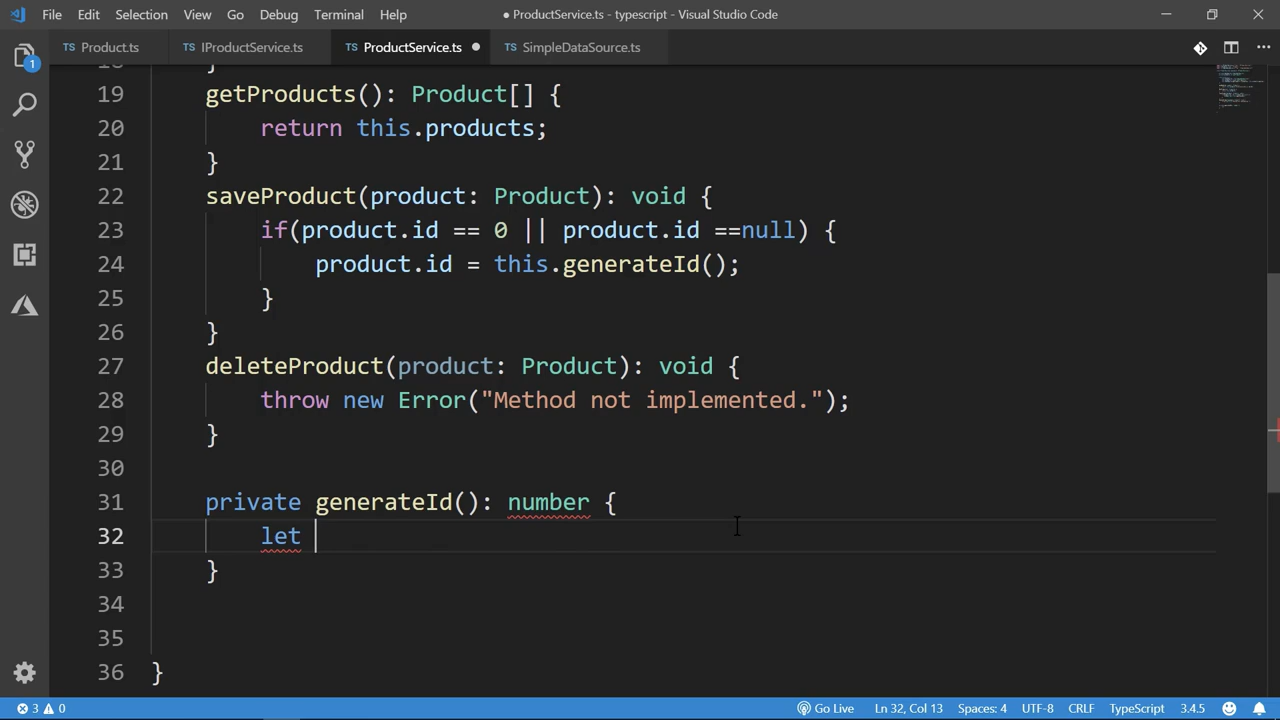 File Edit Selection View Go Debug Terminal Help ● ProductService.ts - typescript - Visual Studio Code
TS Product.ts TS IProductService.ts TS ProductService.ts ● TS SimpleDataSource.ts ...
1
19 getProducts(): Product[] {
20 return this.products;
21 }
22 saveProduct(product: Product): void {
23 if(product.id == 0 || product.id ==null) {
24 product.id = this.generateId();
25 }
26 }
27 deleteProduct(product: Product): void {
28 throw new Error("Method not implemented.");
29 }
30
31 private generateId(): number {
32 let
33 }
34
35
36 }
3 0 Go Live Ln 32, Col 13 Spaces: 4 UTF-8 CRLF TypeScript 3.4.5